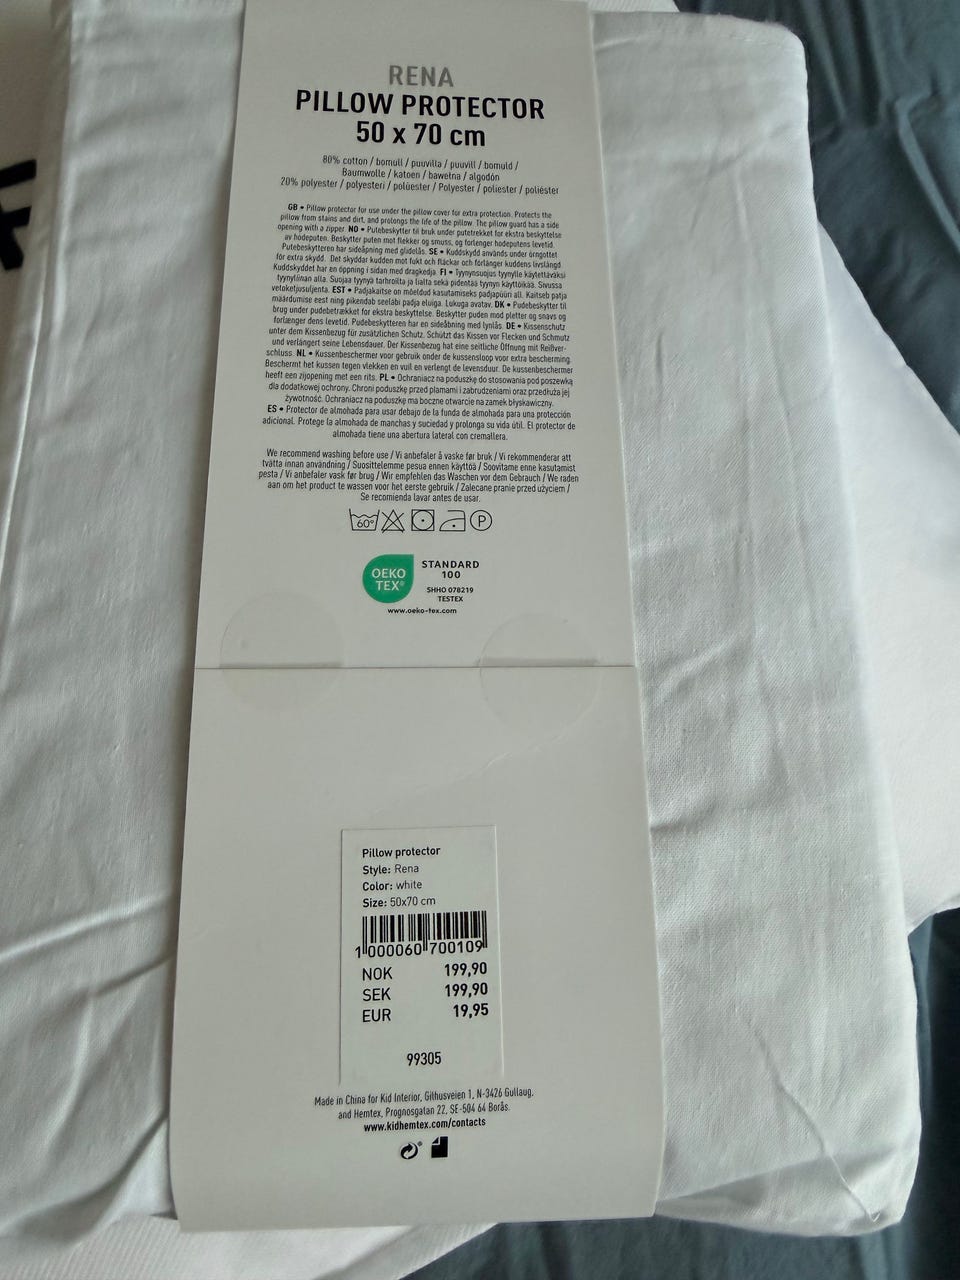 RENA
PILLOW PROTECTOR
50 x 70 cm
80% cotton / bomull / puuvilla / puuvill / bomuld /
Baumwolle / katoen / bawełna / algodón
20% polyester / polyesteri / polüester / Polyester / poliester / poliéster
GB • Pillow protector for use under the pillow cover for extra protection. Protects the
pillow from stains and dirt, and prolongs the life of the pillow. The pillow guard has a side
opening with a zipper. NO • Putebeskytter til bruk under putetrekket for ekstra beskyttelse
av hodeputen. Beskytter puten mot flekker og smuss, og forlenger hodeputens levetid.
Putebeskytteren har sideåpning med glidelås. SE • Kuddskydd används under örngottet
för extra skydd. Det skyddar kudden mot fukt och fläckar och förlänger kuddens livslängd.
Kuddskyddet har en öppning i sidan med dragkedja. FI • Tyynynsuojus tyynylle käytettäväksi
tyynyliinan alla. Suojaa tyynyä tahroilta ja lialta sekä pidentää tyynyn käyttöikää. Sivussa
vetoketjusuljenta. EST • Padjakaitse on mõeldud kasutamiseks padjapüüri all. Kaitseb patja
määrdumise eest ning pikendab seeläbi padja eluiga. Lukuga avatav. DK • Pudebeskytter til
brug under pudebetrækket for ekstra beskyttelse. Beskytter puden mod pletter og snavs og
forlænger dens levetid. Pudebeskytteren har en sideåbning med lynlås. DE • Kissenschutz
unter dem Kissenbezug für zusätzlichen Schutz. Schützt das Kissen vor Flecken und Schmutz
und verlängert seine Lebensdauer. Der Kissenbezug hat eine seitliche Öffnung mit Reißver-
schluss. NL • Kussenbeschermer voor gebruik onder de kussensloop voor extra bescherming.
Beschermt het kussen tegen vlekken en vuil en verlengt de levensduur. De kussenbeschermer
heeft een zijopening met een rits. PL • Ochraniacz na poduszkę do stosowania pod poszewką
dla dodatkowej ochrony. Chroni poduszkę przed plamami i zabrudzeniami oraz przedłuża jej
żywotność. Ochraniacz na poduszkę ma boczne otwarcie na zamek błyskawiczny.
ES • Protector de almohada para usar debajo de la funda de almohada para una protección
adicional. Protege la almohada de manchas y suciedad y prolonga su vida útil. El protector de
almohada tiene una abertura lateral con cremallera.
We recommend washing before use / Vi anbefaler å vaske før bruk / Vi rekommenderar att
tvätta innan användning / Suosittelemme pesua ennen käyttöä / Soovitame enne kasutamist
pesta / Vi anbefaler vask før brug / Wir empfehlen das Waschen vor dem Gebrauch / We raden
aan om het product te wassen voor het eerste gebruik / Zalecane pranie przed użyciem /
Se recomienda lavar antes de usar.
60° P
OEKO
TEX®
STANDARD
100
SHHO 078219
TESTEX
www.oeko-tex.com
Pillow protector
Style: Rena
Color: white
Size: 50x70 cm
1000060700109
NOK 199,90
SEK 199,90
EUR 19,95
99305
Made in China for Kid Interior, Gilhusveien 1, N-3426 Gullaug.
and Hemtex, Prognosgatan 22, SE-504 64 Borås.
www.kidhemtex.com/contacts